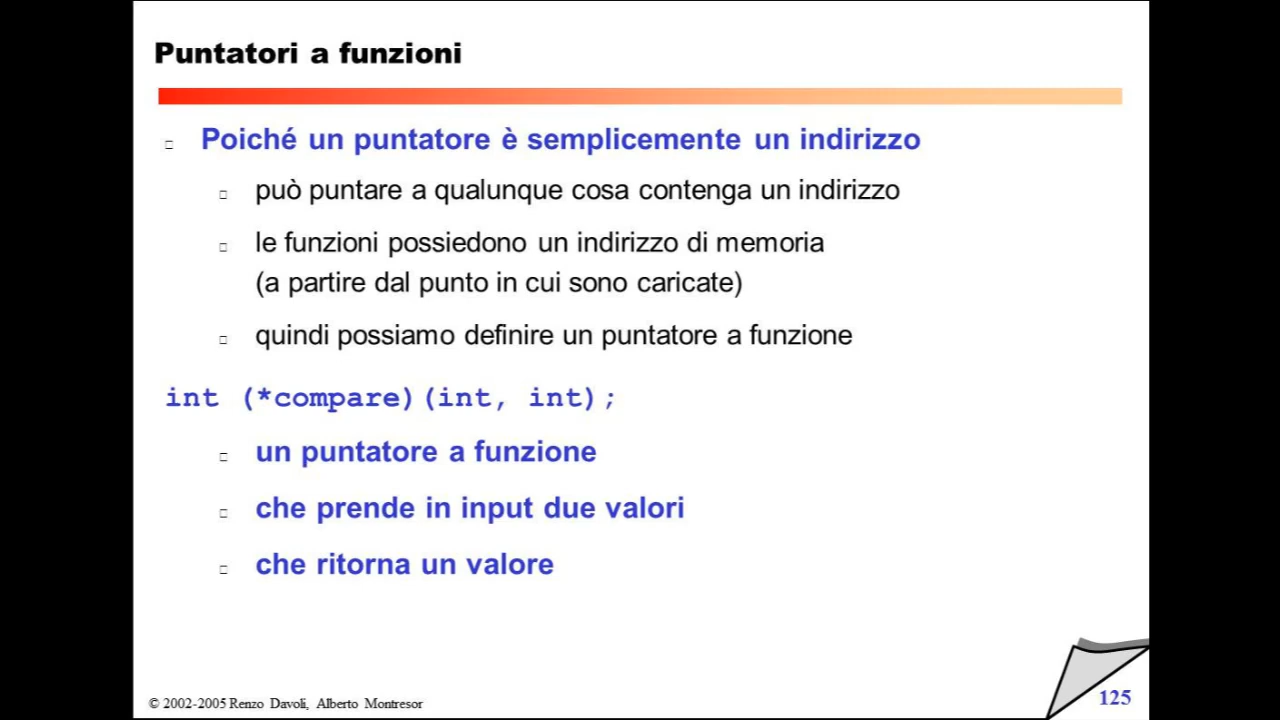 Puntatori a funzioni
Poiché un puntatore è semplicemente un indirizzo
può puntare a qualunque cosa contenga un indirizzo
le funzioni possiedono un indirizzo di memoria
(a partire dal punto in cui sono caricate)
quindi possiamo definire un puntatore a funzione
int (*compare)(int, int);
un puntatore a funzione
che prende in input due valori
che ritorna un valore
© 2002-2005 Renzo Davoli, Alberto Montresor
125